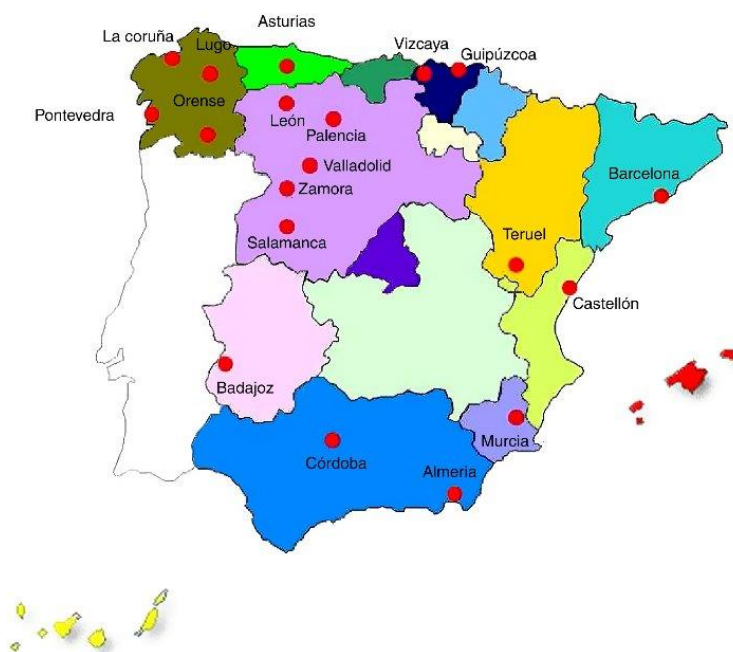 Asturias
La coruña
Lugo
Vizcaya
Guipúzcoa
Pontevedra
Orense
León
Palencia
Valladolid
Zamora
Barcelona
Salamanca
Teruel
Castellón
Badajoz
Murcia
Córdoba
Almeria